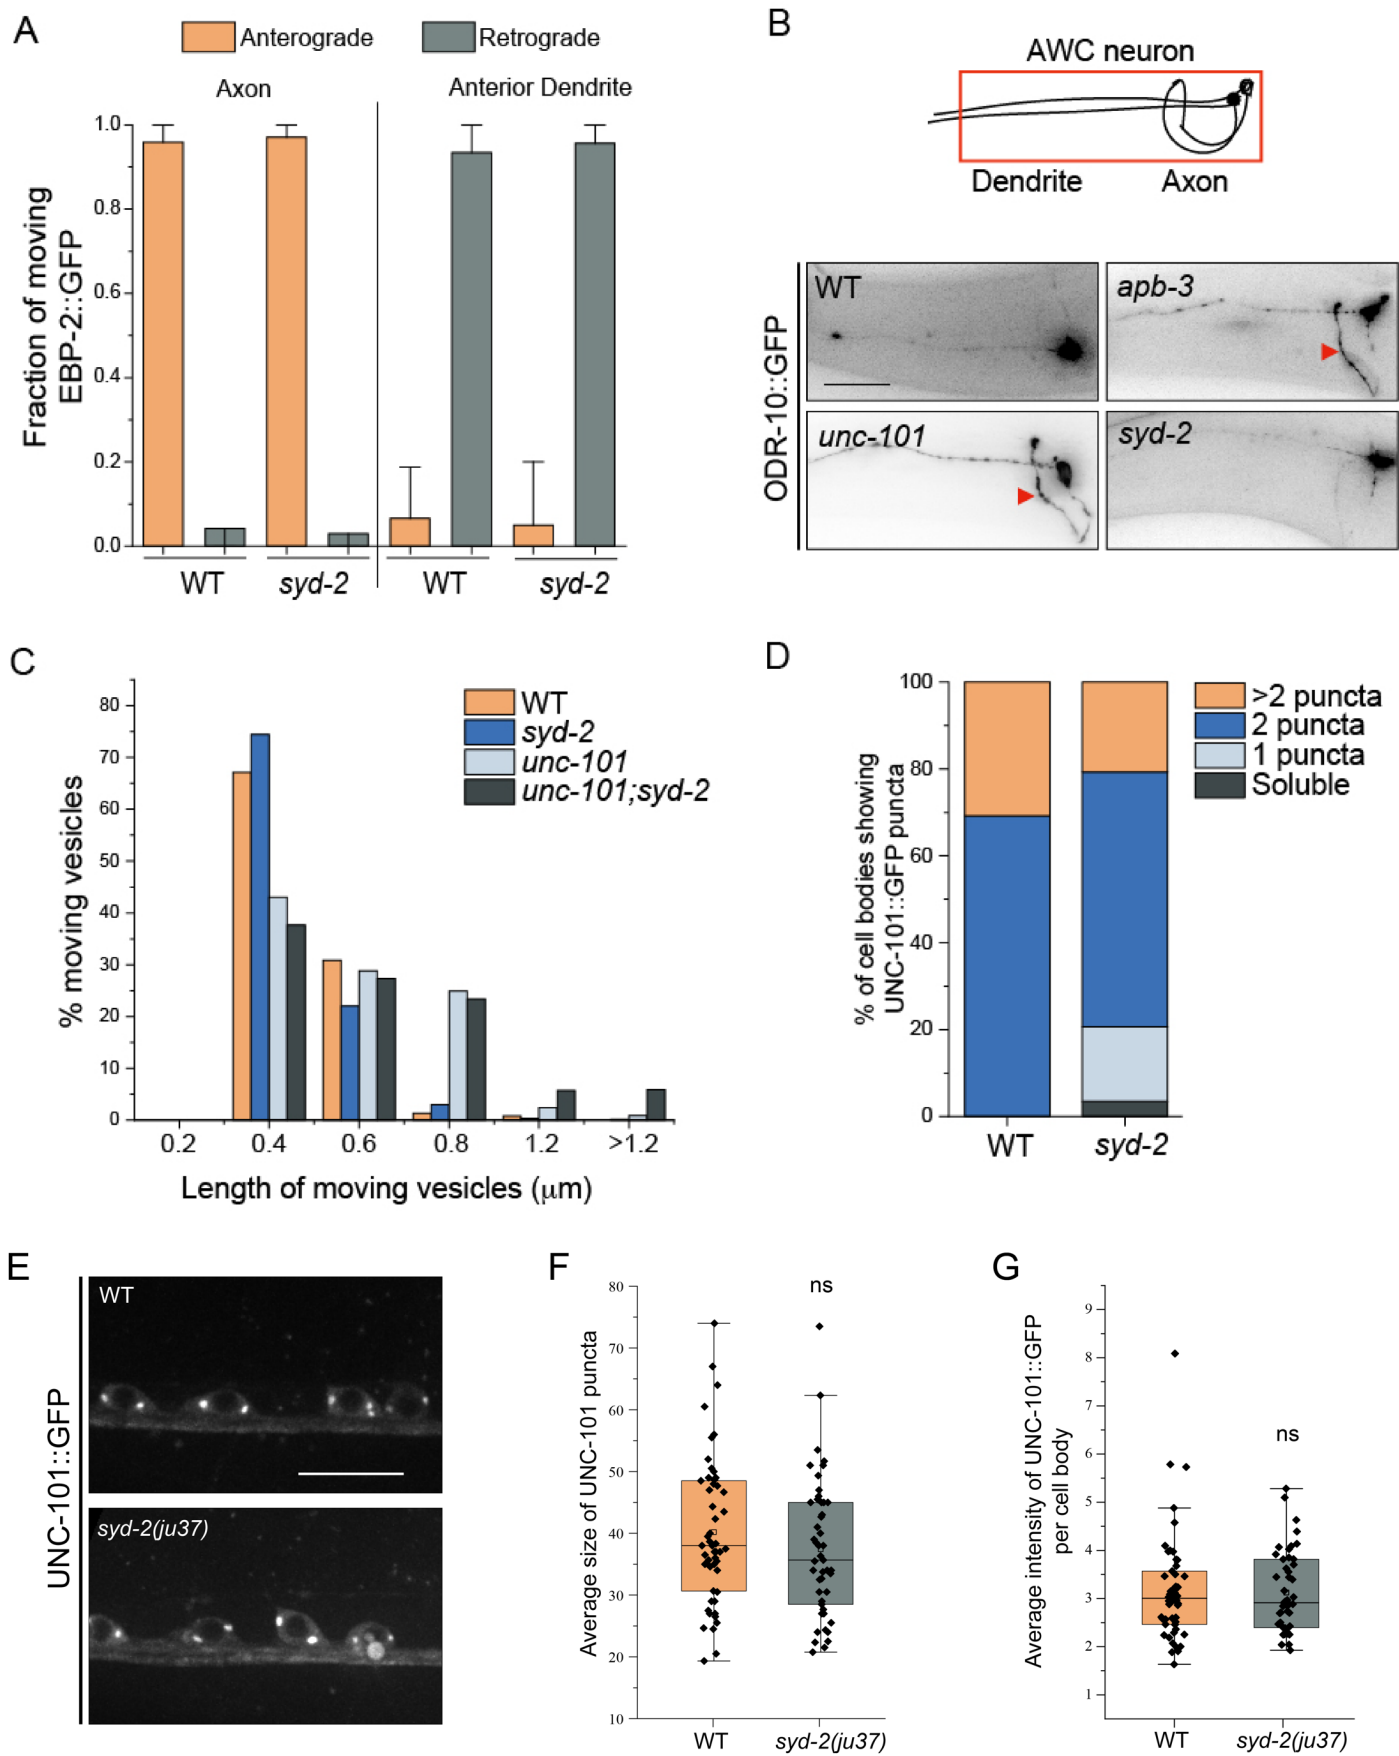 A
Anterograde
Retrograde
Axon
Anterior Dendrite
Fraction of moving
EBP-2::GFP
1.0
0.8
0.6
0.4
0.2
0.0
WT
syd-2
WT
syd-2
B
AWC neuron
Dendrite
Axon
ODR-10::GFP
WT
apb-3
unc-101
syd-2
C
% moving vesicles
80
70
60
50
40
30
20
10
0
WT
syd-2
unc-101
unc-101;syd-2
0.2
0.4
0.6
0.8
1.2
>1.2
Length of moving vesicles (μm)
D
% of cell bodies showing
UNC-101::GFP puncta
100
80
60
40
20
0
>2 puncta
2 puncta
1 puncta
Soluble
WT
syd-2
E
UNC-101::GFP
WT
syd-2(ju37)
F
Average size of UNC-101 puncta
80
70
60
50
40
30
20
10
ns
WT
syd-2(ju37)
G
Average intensity of UNC-101::GFP
per cell body
9
8
7
6
5
4
3
2
1
ns
WT
syd-2(ju37)